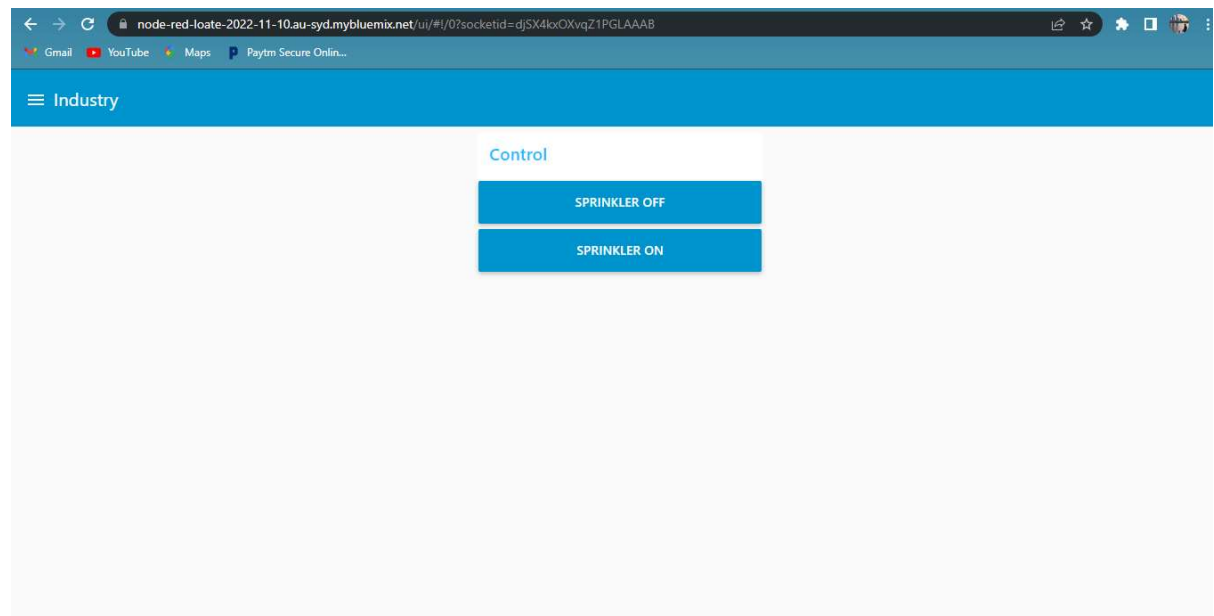 node-red-loate-2022-11-10.au-syd.mybluemix.net/ui/#!/0?socketid=djSX4kxOXvqZ1PGLAAAB
Gmail YouTube Maps Paytm Secure Onlin...
Industry
Control
SPRINKLER OFF
SPRINKLER ON